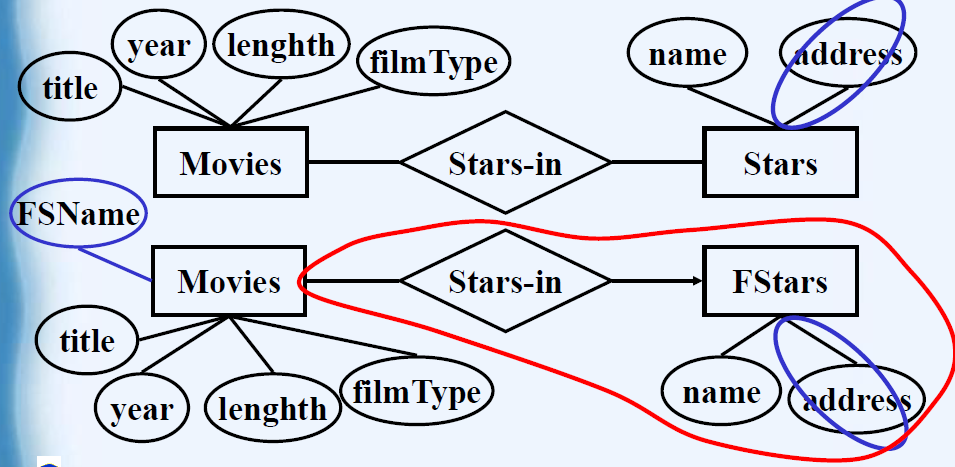 year
lenghth
filmType
title
name
address
Movies
Stars-in
Stars
FSName
Movies
Stars-in
FStars
title
year
lenghth
filmType
name
address